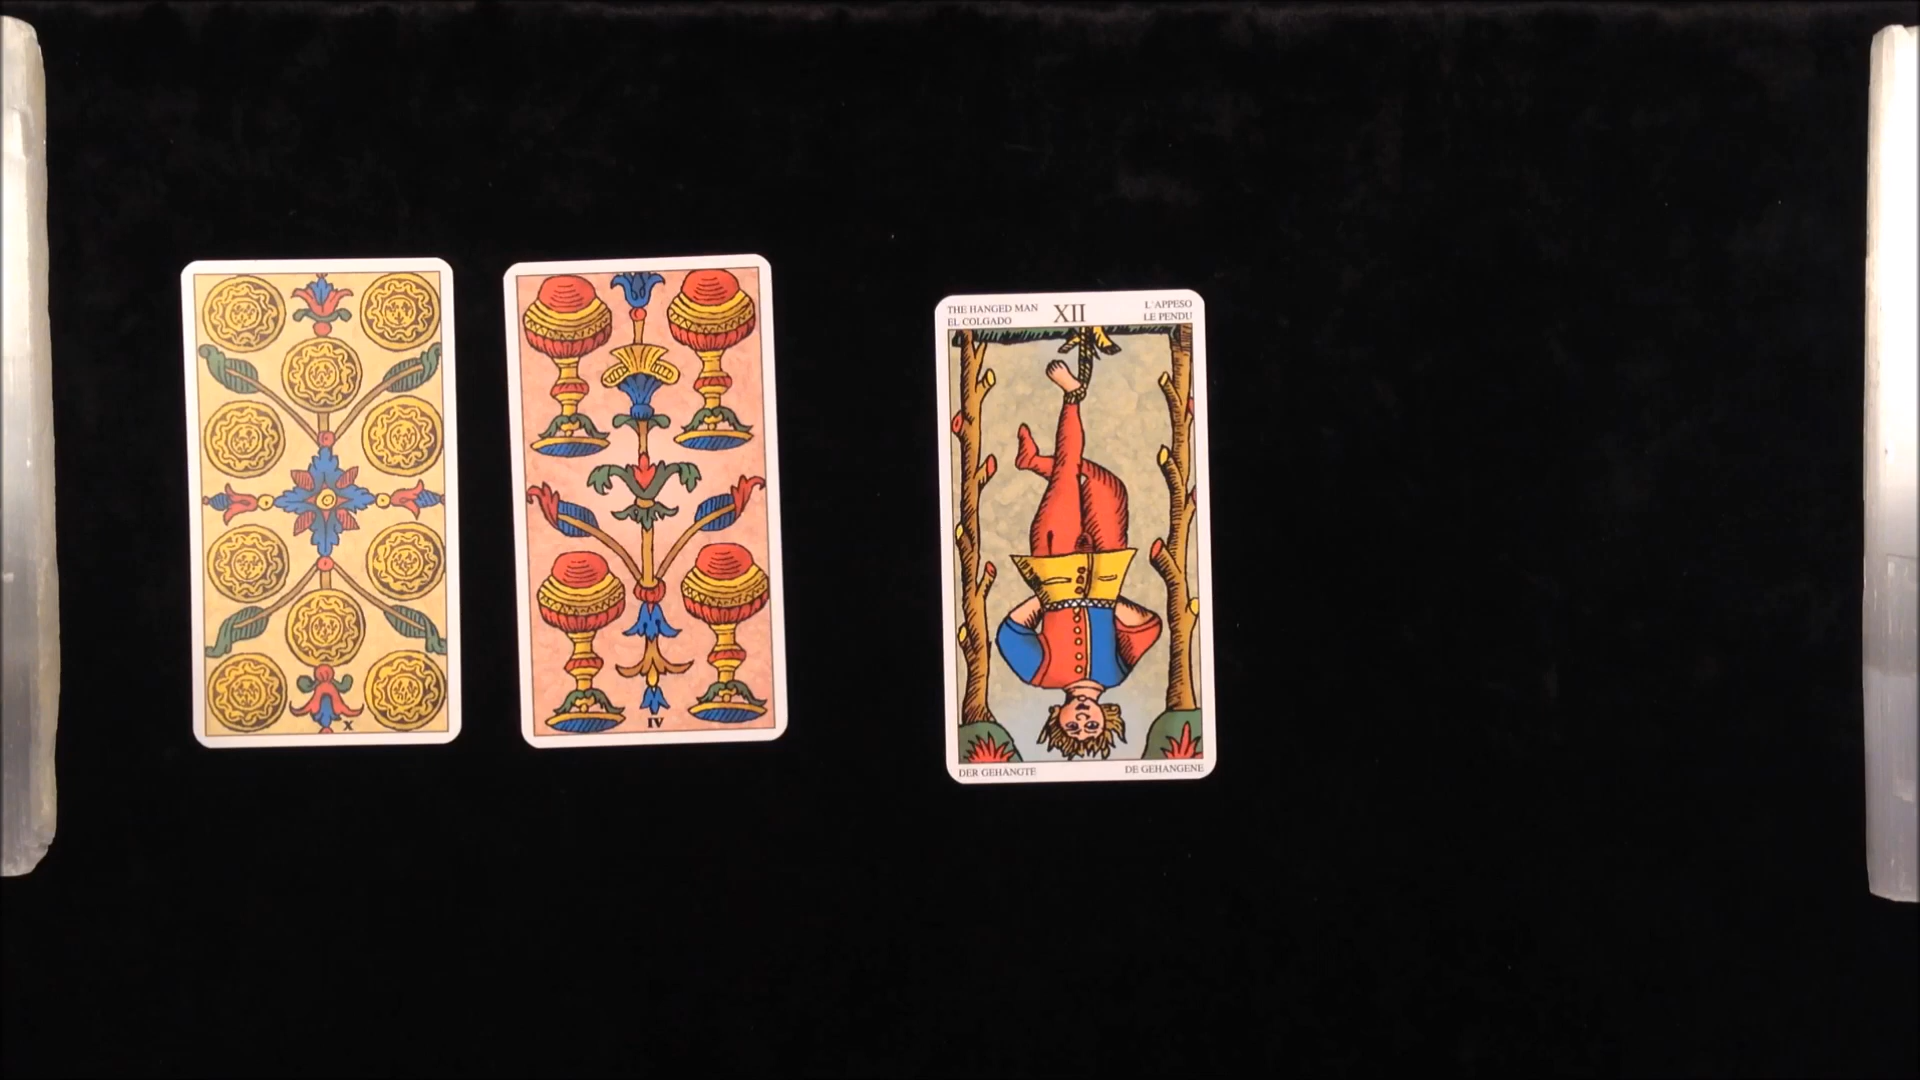 X
IV
THE HANGED MAN XII L'APPESO
EL COLGADO LE PENDU
DER GEHÄNGTE DE GEHANGENE